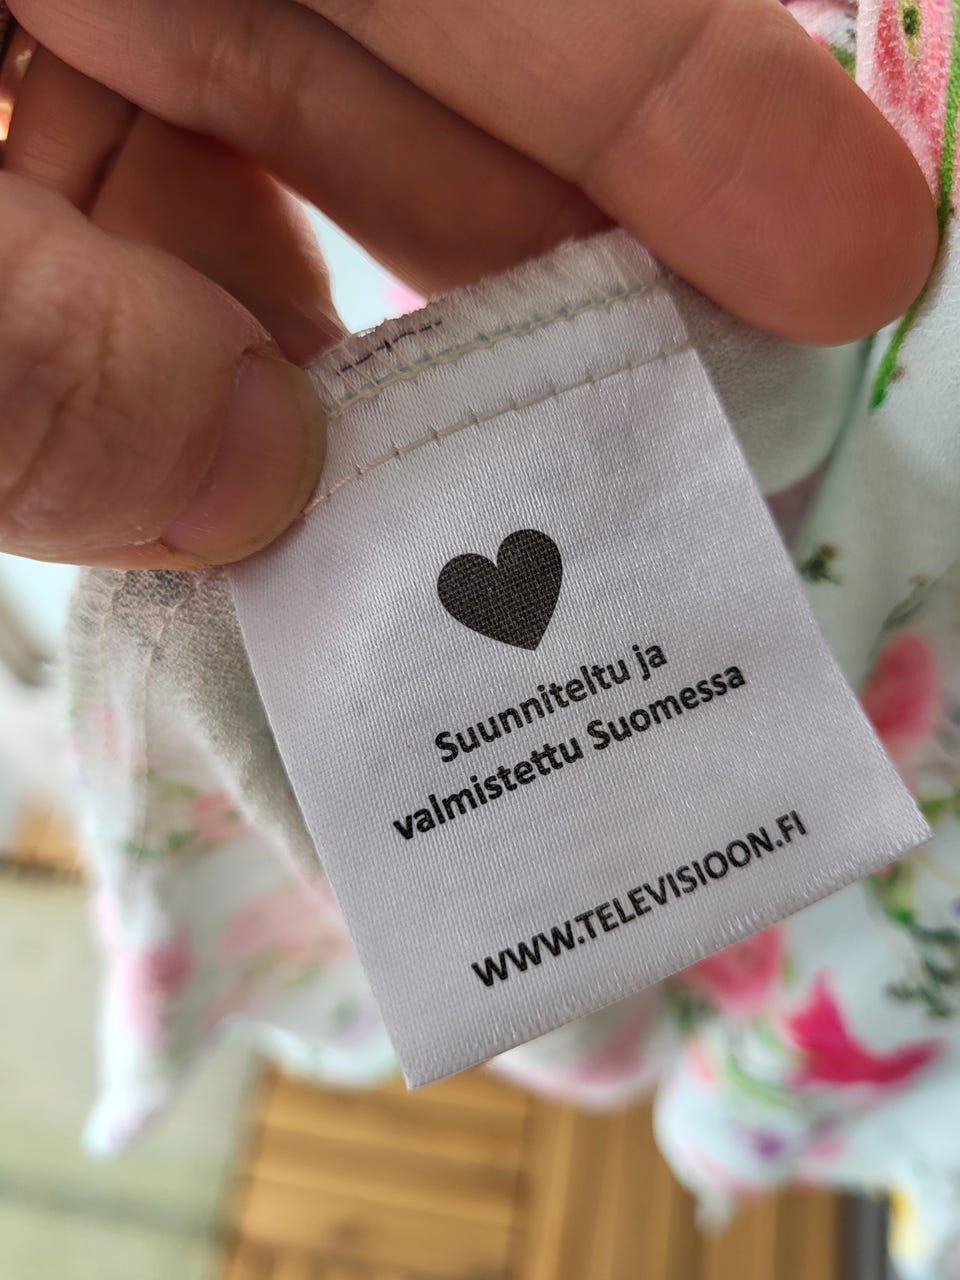 Suunniteltu ja
valmistettu Suomessa
WWW.TELEVISIOON.FI